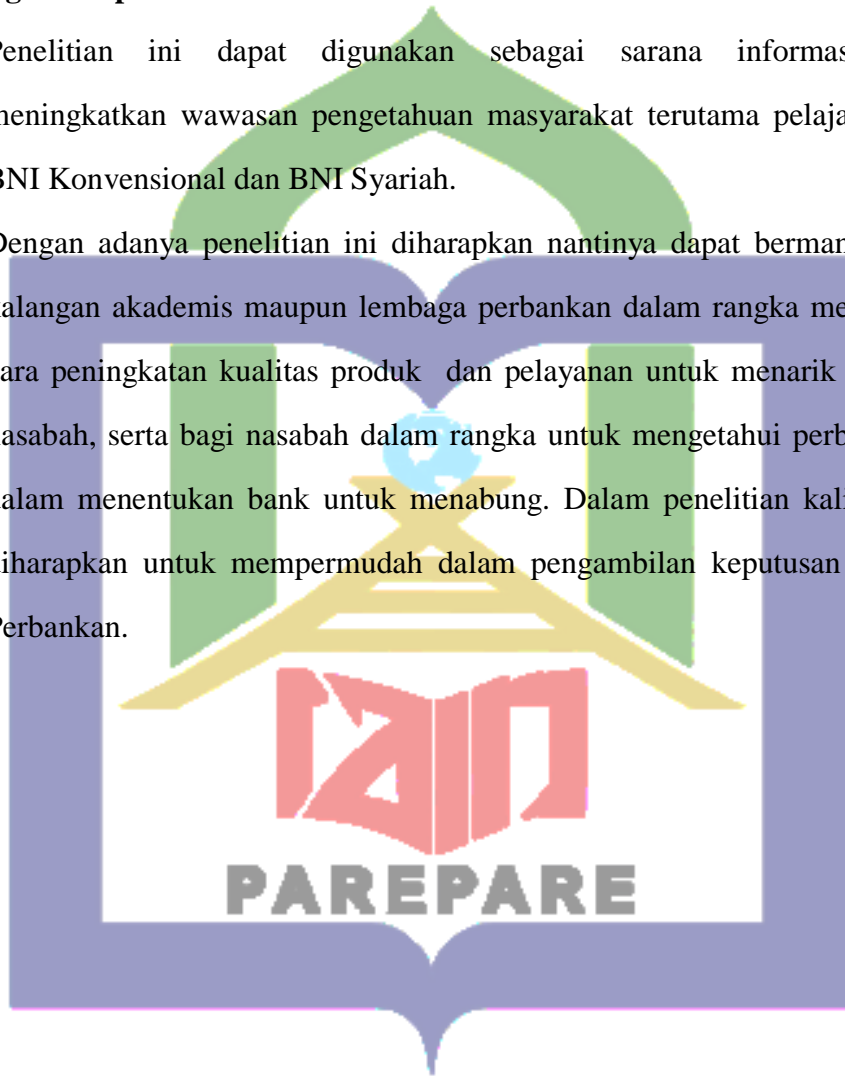 Penelitian ini dapat digunakan sebagai sarana informas
meningkatkan wawasan pengetahuan masyarakat terutama pelaja
BNI Konvensional dan BNI Syariah.
Dengan adanya penelitian ini diharapkan nantinya dapat berman
kalangan akademis maupun lembaga perbankan dalam rangka me
cara peningkatan kualitas produk dan pelayanan untuk menarik
nasabah, serta bagi nasabah dalam rangka untuk mengetahui perb
dalam menentukan bank untuk menabung. Dalam penelitian kali
diharapkan untuk mempermudah dalam pengambilan keputusan
Perbankan.
iain
PAREPARE